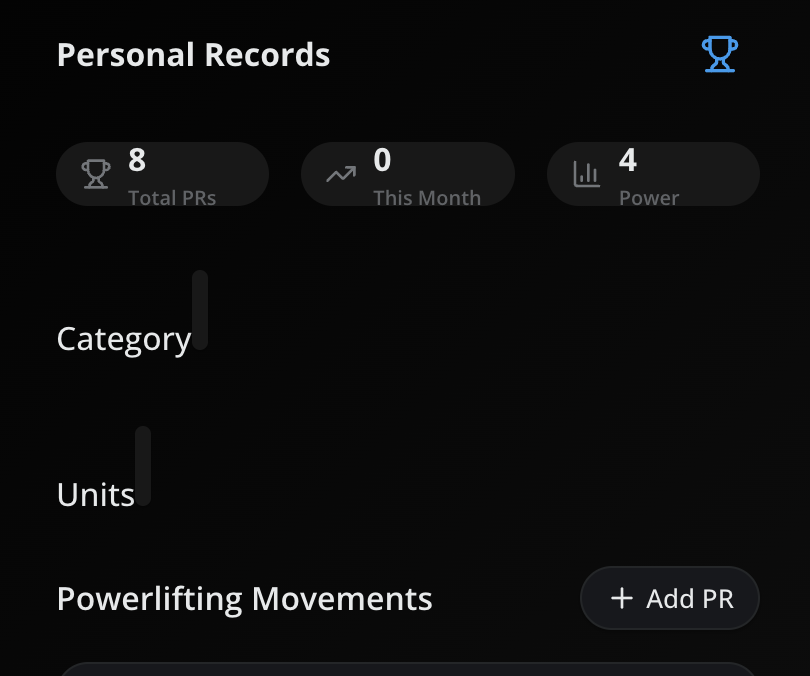 Personal Records
8
Total PRs
0
This Month
4
Power
Category
Units
Powerlifting Movements
Add PR